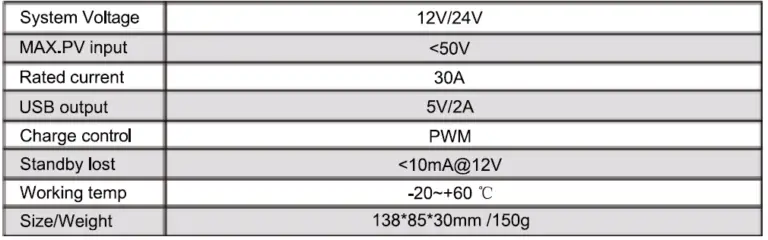 System Voltage 12V/24V
MAX.PV input <50V
Rated current 30A
USB output 5V/2A
Charge control PWM
Standby lost <10mA@12V
Working temp -20~+60 ℃
Size/Weight 138*85*30mm /150g